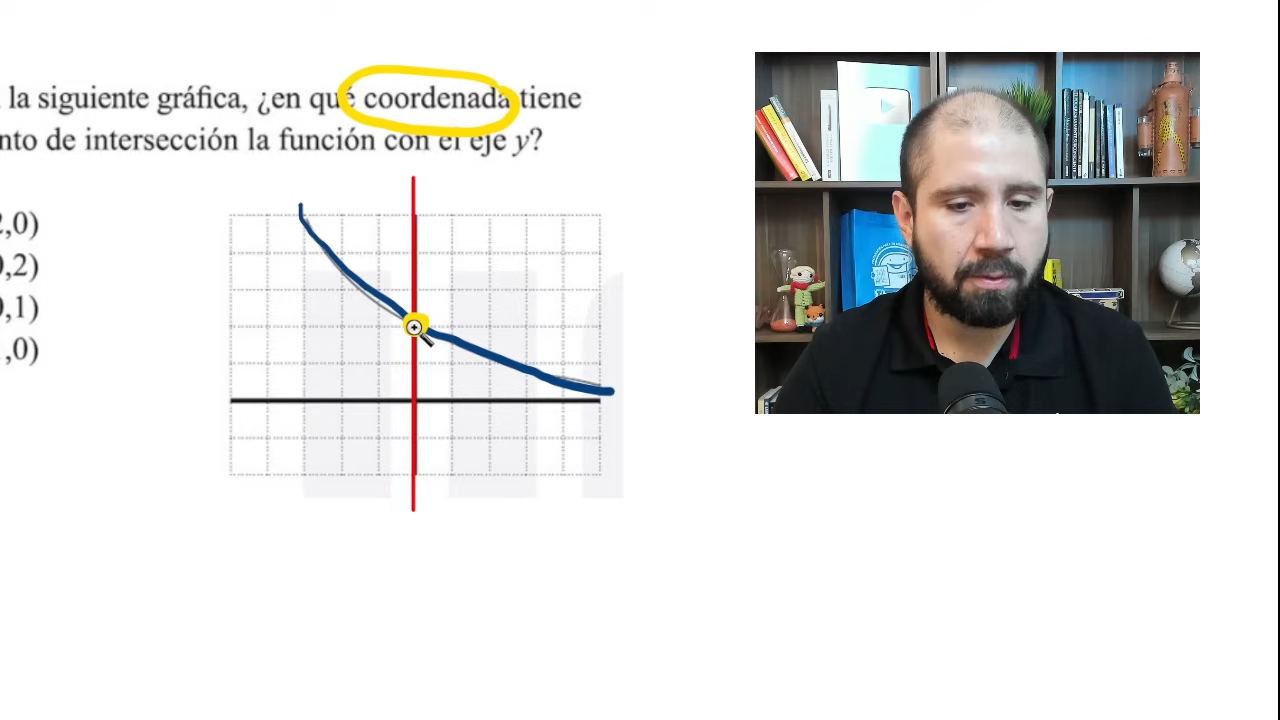 la siguiente gráfica, ¿en qué coordenada tiene
nto de intersección la función con el eje y?
2,0)
),2)
),1)
,0)